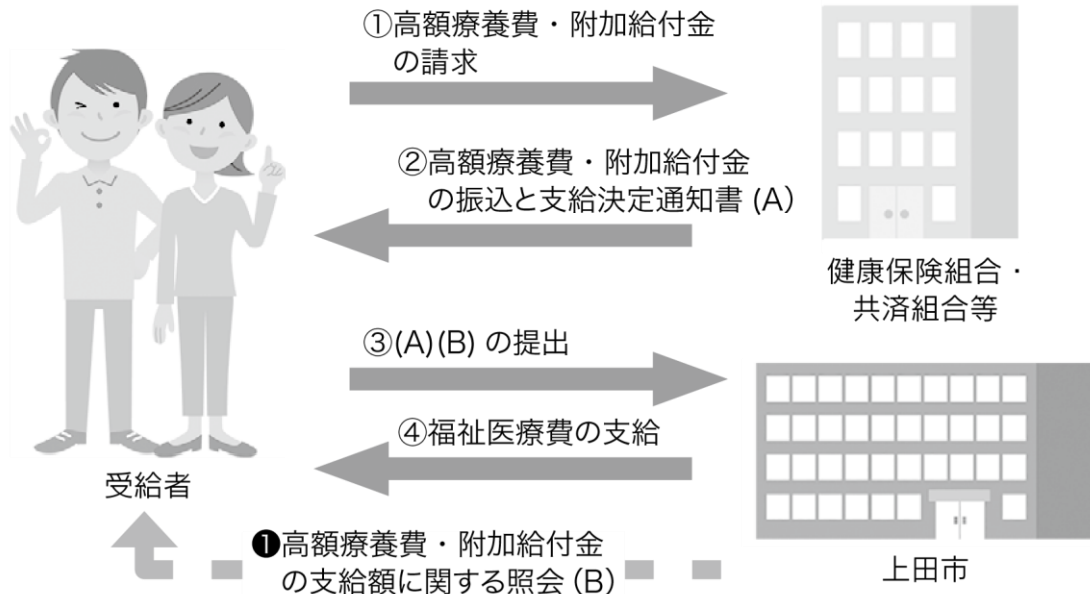 ①高額療養費・附加給付金
の請求
②高額療養費・附加給付金
の振込と支給決定通知書 (A)
健康保険組合・
共済組合等
③(A)(B) の提出
④福祉医療費の支給
受給者
❶高額療養費・附加給付金
の支給額に関する照会 (B)
上田市